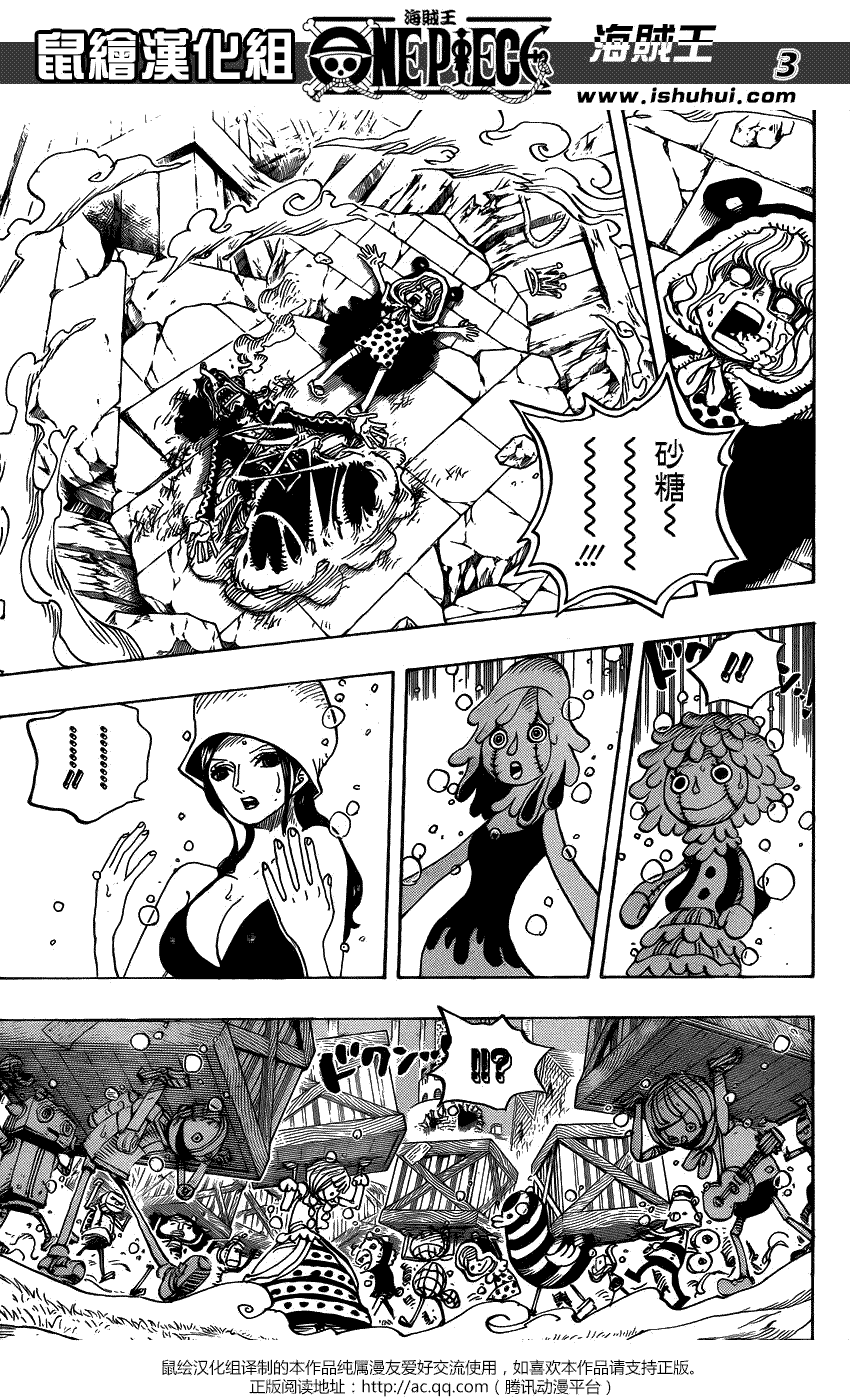 鼠繪漢化組
海賊王
ONE PIECE
海賊王
3
www.ishuhui.com
砂糖～
～～～～
～～～～!!!
!!
ドクン…ッ!
…………
…………!!
!!?
ドクンッ…
鼠绘汉化组译制的本作品纯属漫友爱好交流使用，如喜欢本作品请支持正版。
正版阅读地址：http://ac.qq.com（腾讯动漫平台）